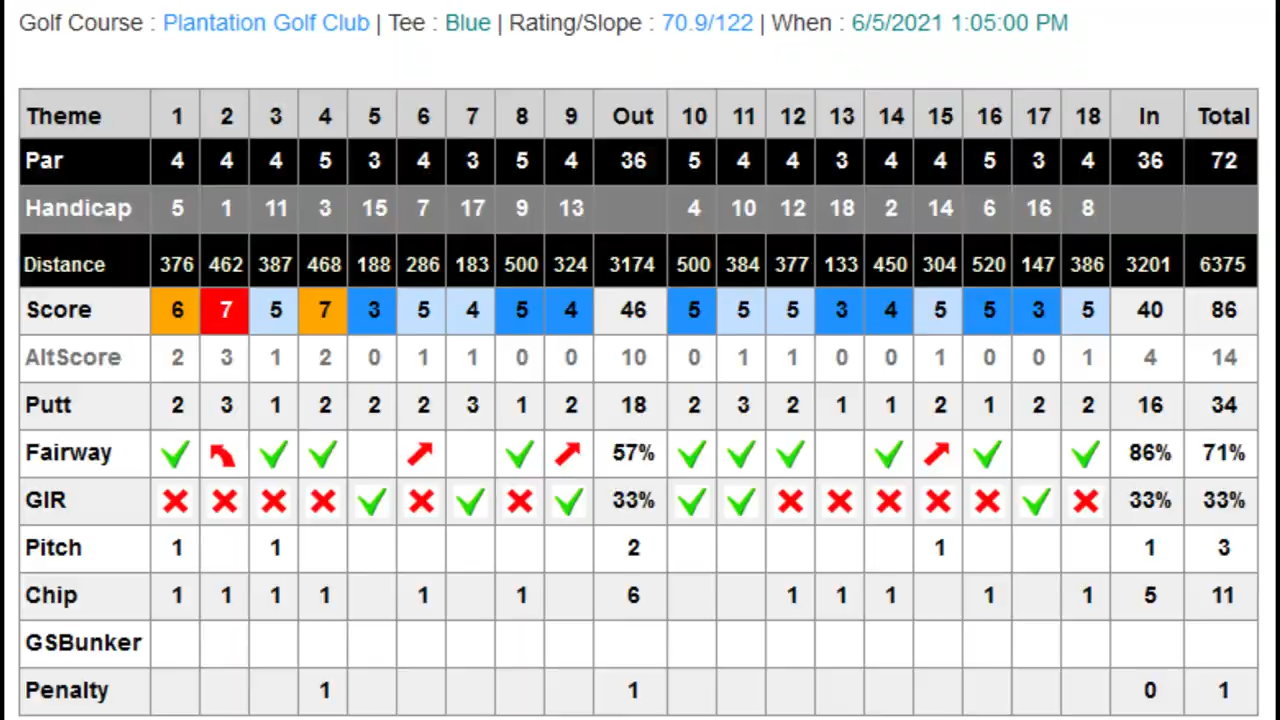 Golf Course : Plantation Golf Club | Tee : Blue | Rating/Slope : 70.9/122 | When : 6/5/2021 1:05:00 PM
Theme 1 2 3 4 5 6 7 8 9 Out 10 11 12 13 14 15 16 17 18 In Total
Par 4 4 4 5 3 4 3 5 4 36 5 4 4 3 4 4 5 3 4 36 72
Handicap 5 1 11 3 15 7 17 9 13 4 10 12 18 2 14 6 16 8
Distance 376 462 387 468 188 286 183 500 324 3174 500 384 377 133 450 304 520 147 386 3201 6375
Score 6 7 5 7 3 5 4 5 4 46 5 5 5 3 4 5 5 3 5 40 86
AltScore 2 3 1 2 0 1 1 0 0 10 0 1 1 0 0 1 0 0 1 4 14
Putt 2 3 1 2 2 2 3 1 2 18 2 3 2 1 1 2 1 2 2 16 34
Fairway 57% 86% 71%
GIR 33% 33% 33%
Pitch 1 1 2 1 1 3
Chip 1 1 1 1 1 1 6 1 1 1 1 1 5 11
GSBunker
Penalty 1 1 0 1